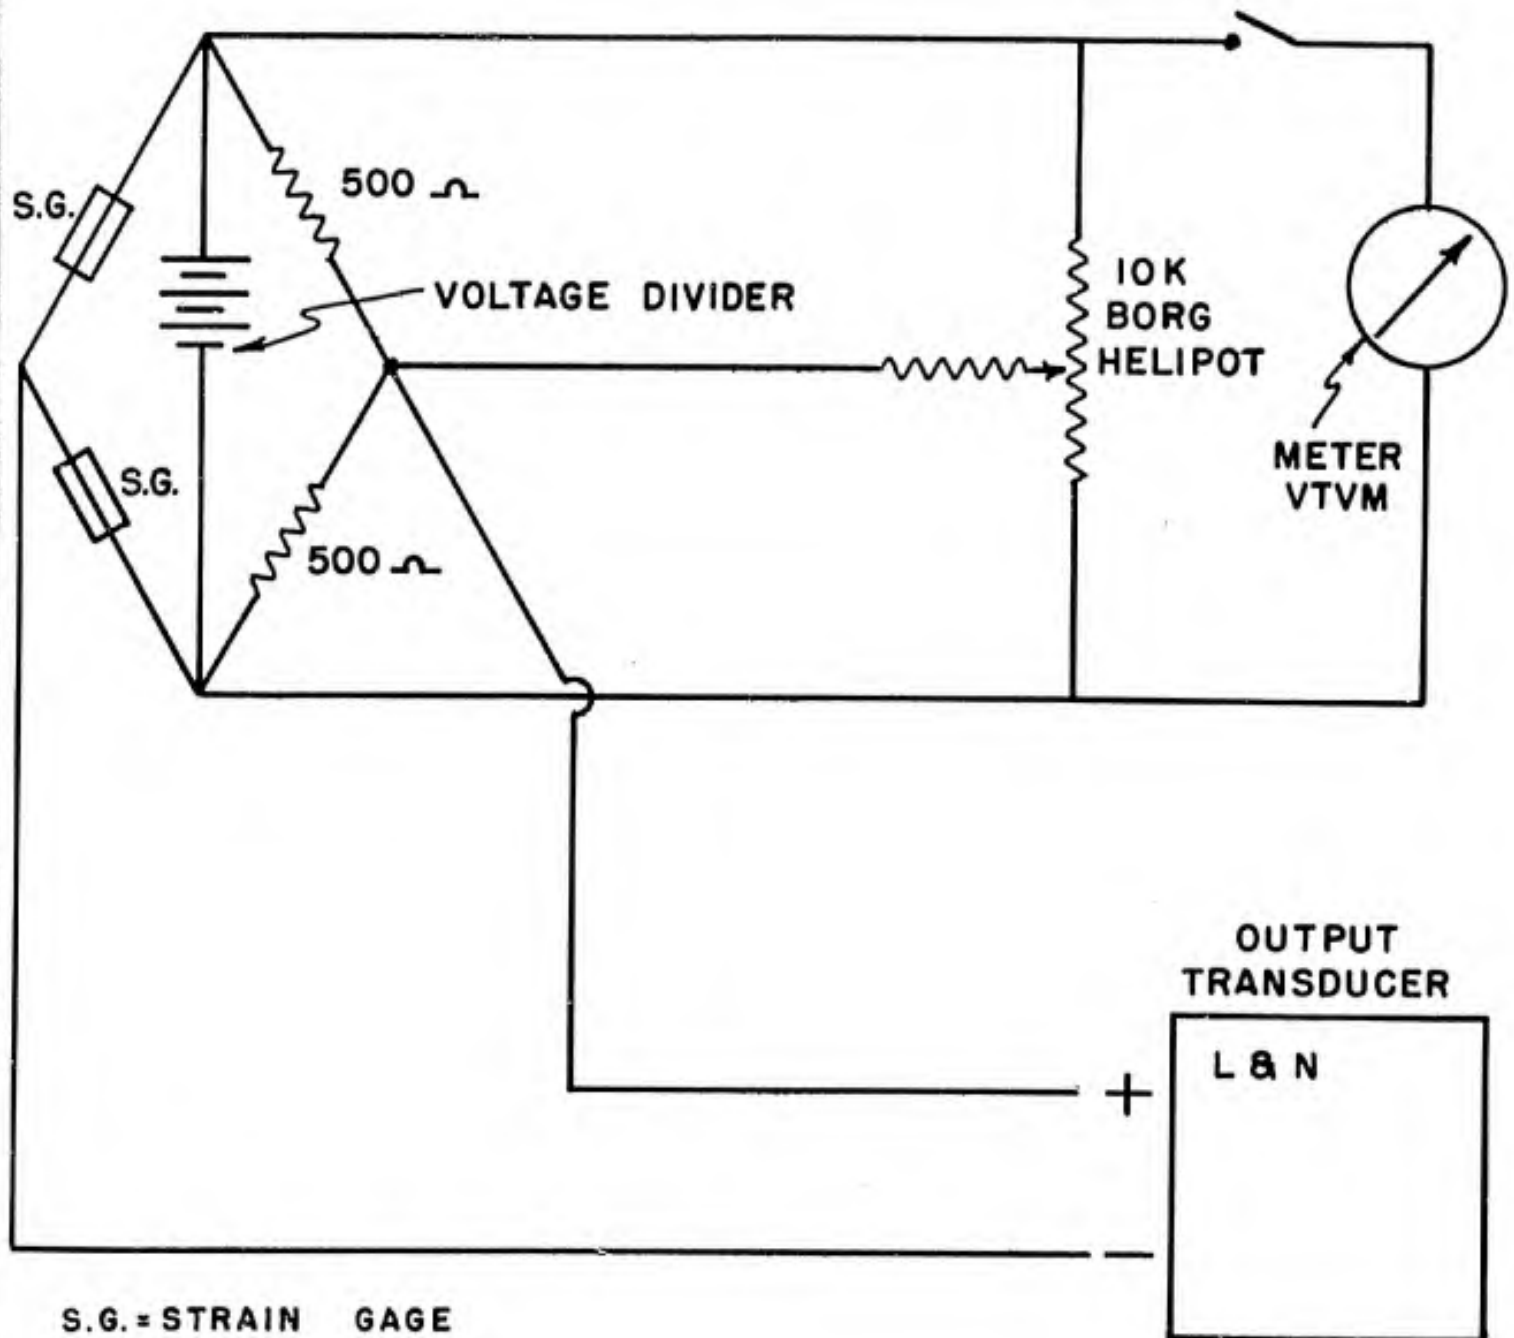 S.G.
500 Ω
VOLTAGE DIVIDER
10K
BORG
HELIPOT
S.G.
METER
VTVM
500 Ω
OUTPUT
TRANSDUCER
L & N
+
−
S.G. = STRAIN GAGE